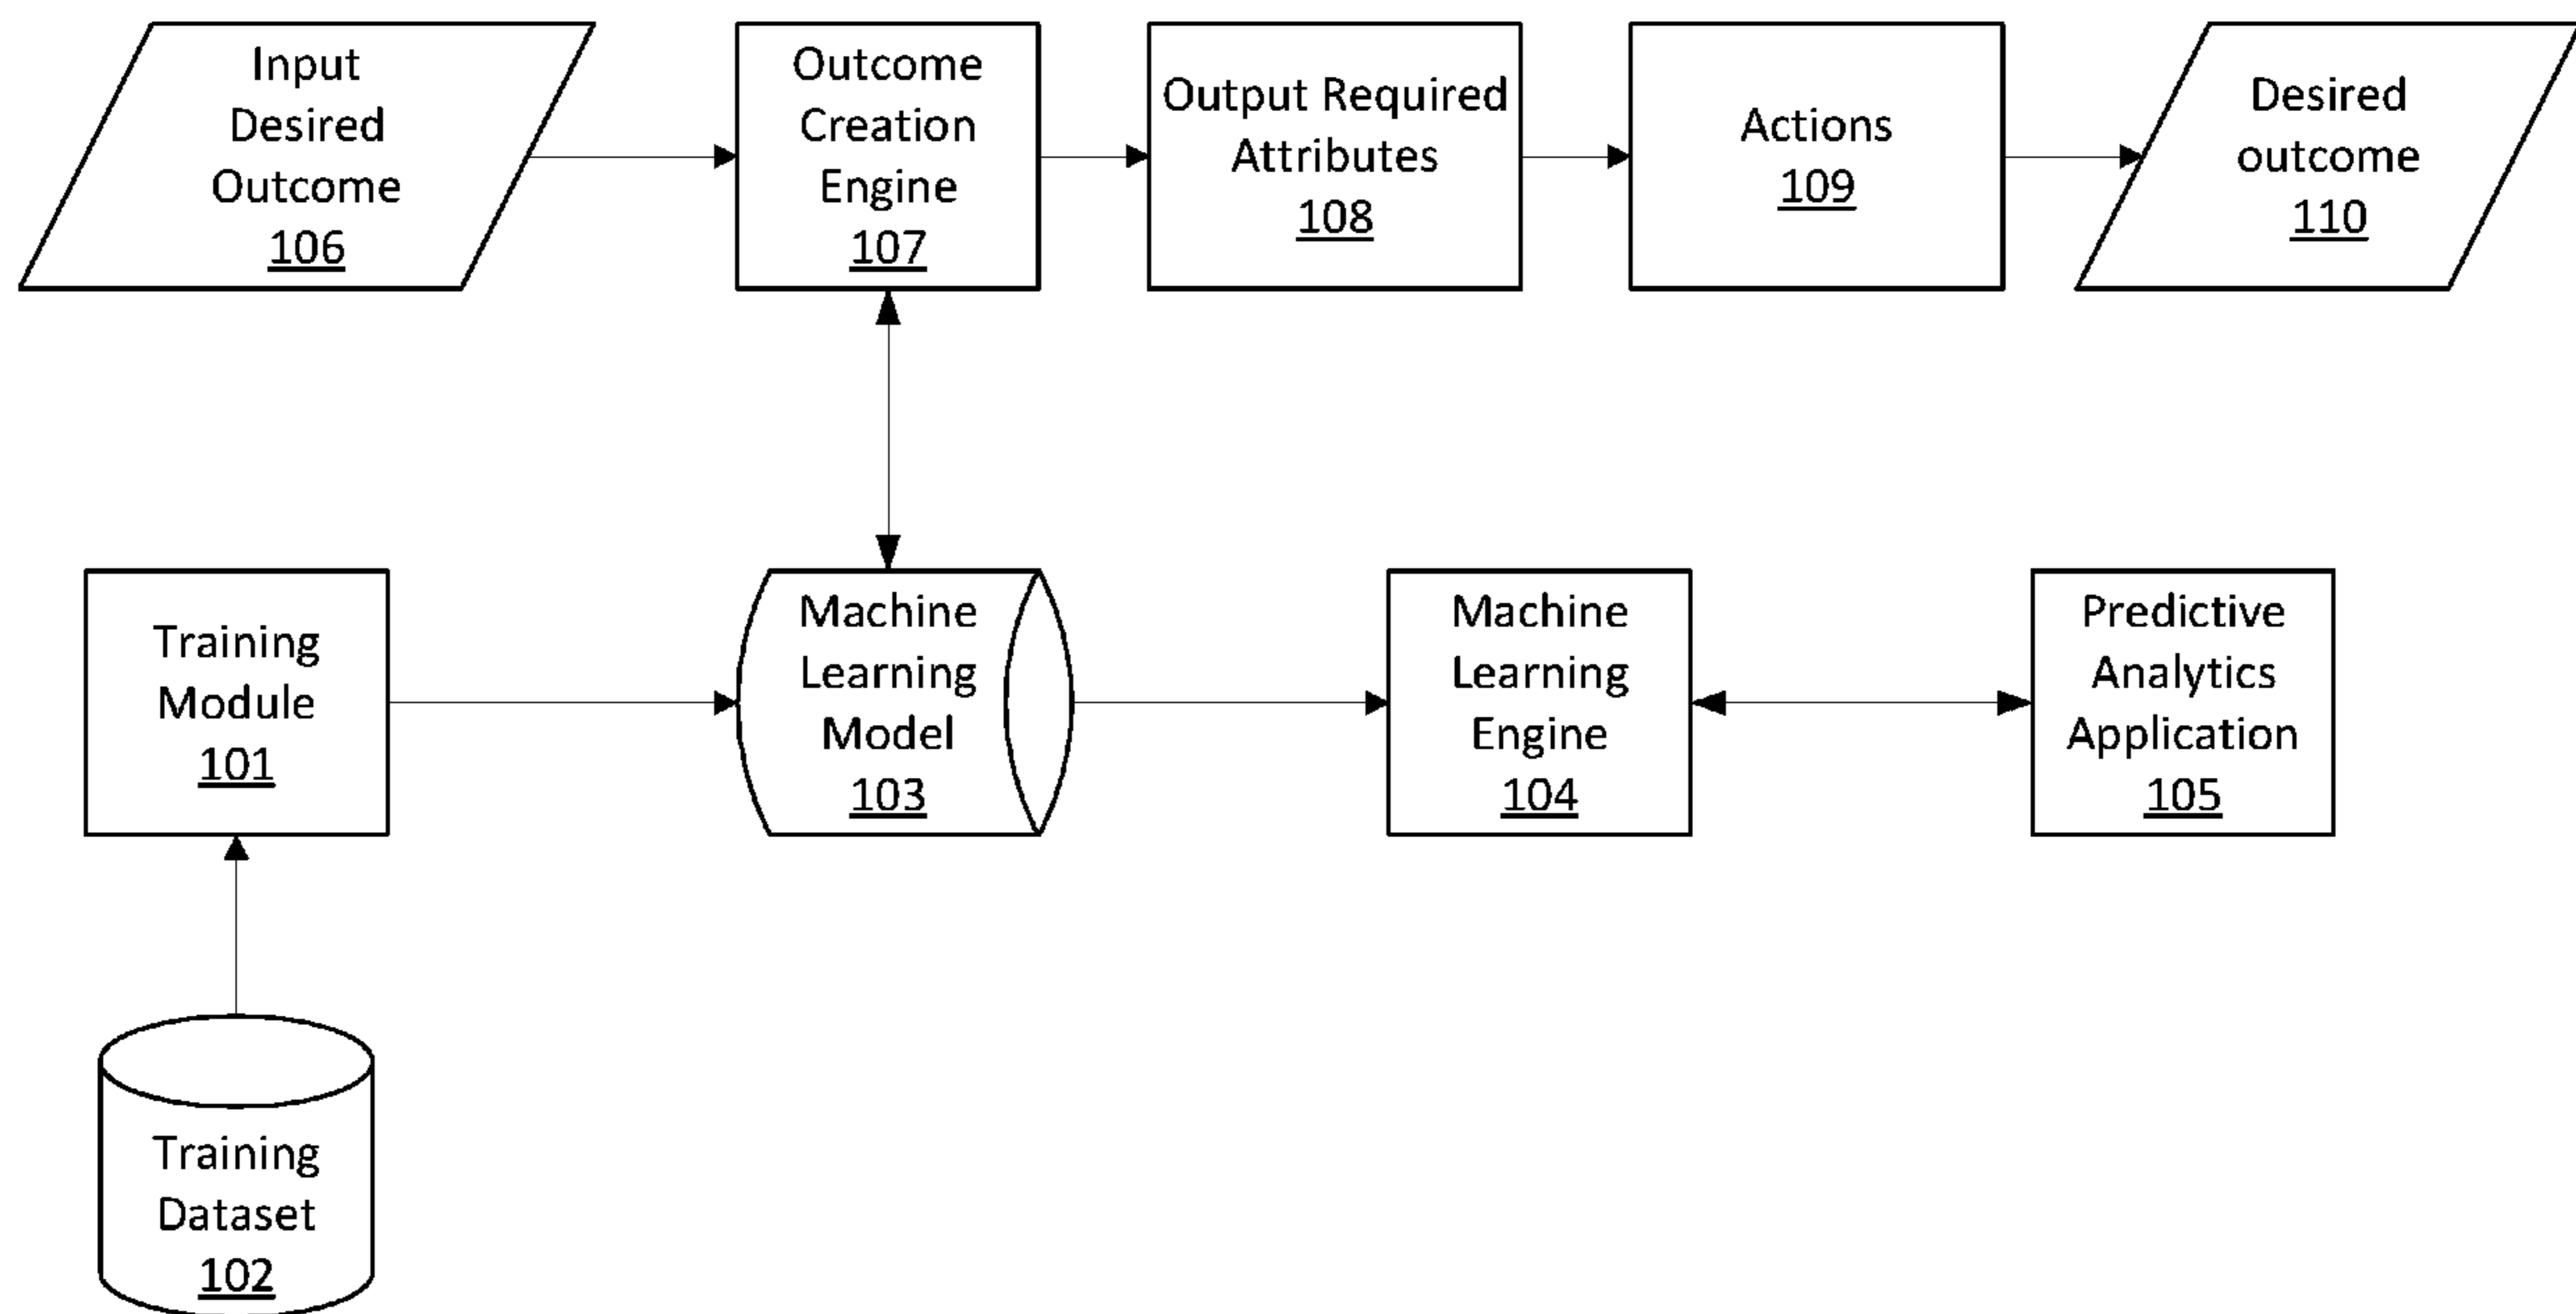 Input
Desired
Outcome
106
Outcome
Creation
Engine
107
Output Required
Attributes
108
Actions
109
Desired
outcome
110
Training
Module
101
Machine
Learning
Model
103
Machine
Learning
Engine
104
Predictive
Analytics
Application
105
Training
Dataset
102